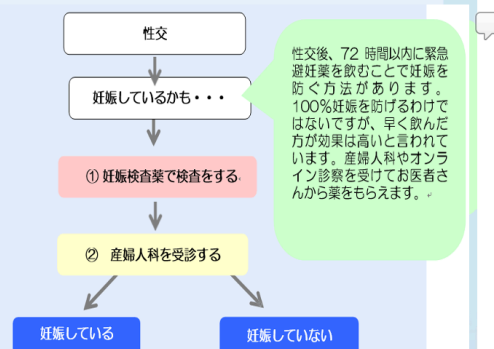 性交
妊娠しているかも・・・
性交後、72 時間以内に緊急
避妊薬を飲むことで妊娠を
防ぐ方法があります。
100%妊娠を防げるわけで
はないですが、早く飲んだ
方が効果は高いと言われて
います。産婦人科やオンラ
イン診察を受けてお医者さ
んから薬をもらえます。
① 妊娠検査薬で検査をする。
② 産婦人科を受診する
妊娠している
妊娠していない